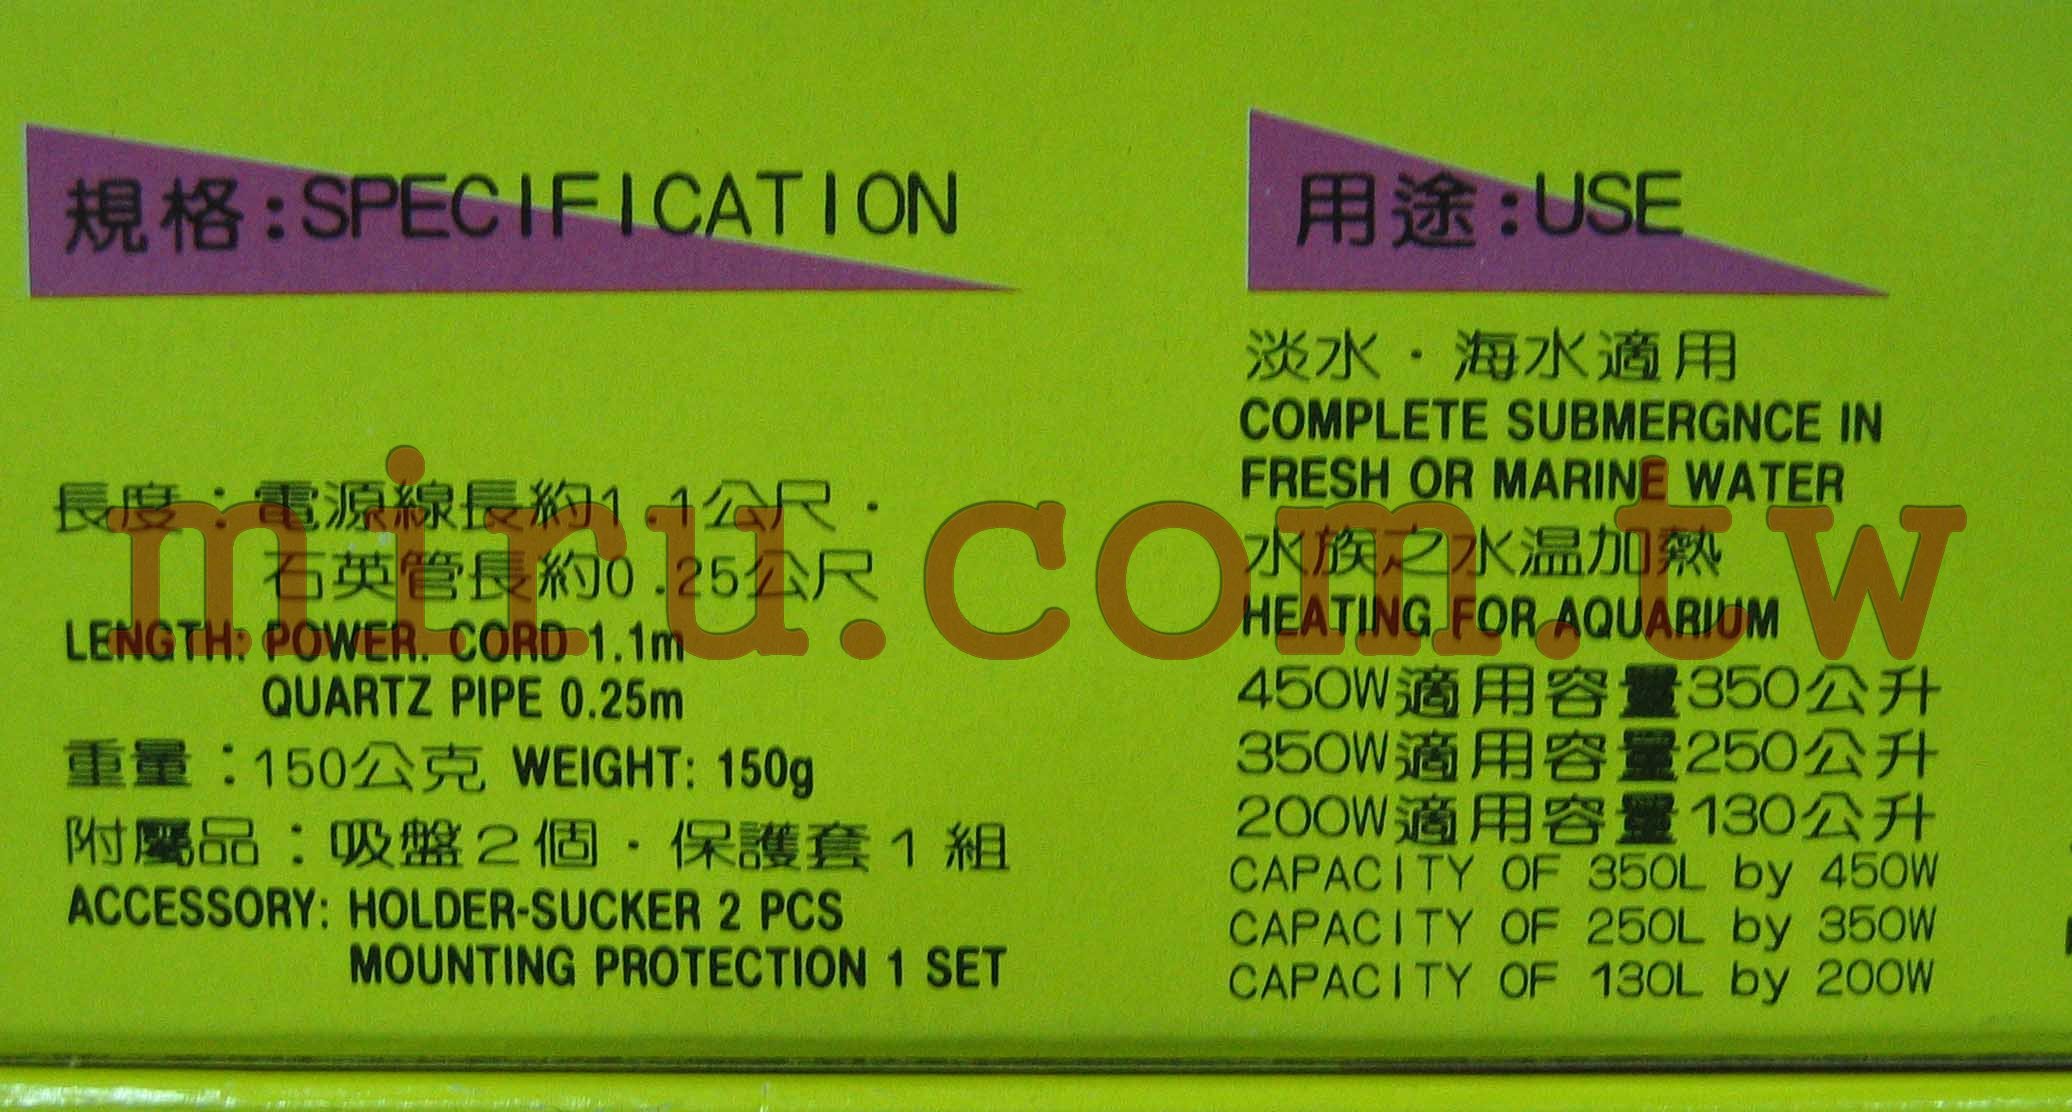 規格:SPECIFICATION
長度:電源線長約1.1公尺·
石英管長約0.25公尺
LENGTH: POWER. CORD 1.1m
QUARTZ PIPE 0.25m
重量:150公克 WEIGHT: 150g
附屬品:吸盤2個·保護套1組
ACCESSORY: HOLDER-SUCKER 2 PCS
MOUNTING PROTECTION 1 SET
用途:USE
淡水·海水適用
COMPLETE SUBMERGNCE IN
FRESH OR MARINE WATER
水族之水温加熱
HEATING FOR AQUARIUM
450W適用容量350公升
350W適用容量250公升
200W適用容量130公升
CAPACITY OF 350L by 450W
CAPACITY OF 250L by 350W
CAPACITY OF 130L by 200W
miru.com.tw